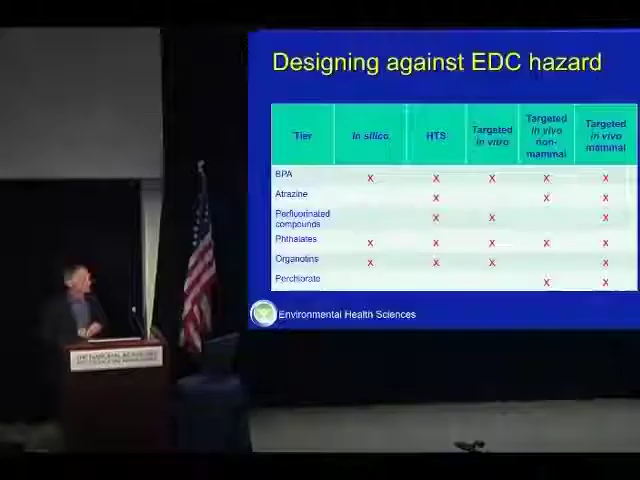 Designing against EDC hazard
Tier In silico HTS Targeted in vitro Targeted in vivo non-mammal Targeted in vivo mammal
BPA x x x x x
Atrazine x x x
Perfluorinated compounds x x x
Phthalates x x x x x
Organotins x x x x
Perchlorate x x
Environmental Health Sciences